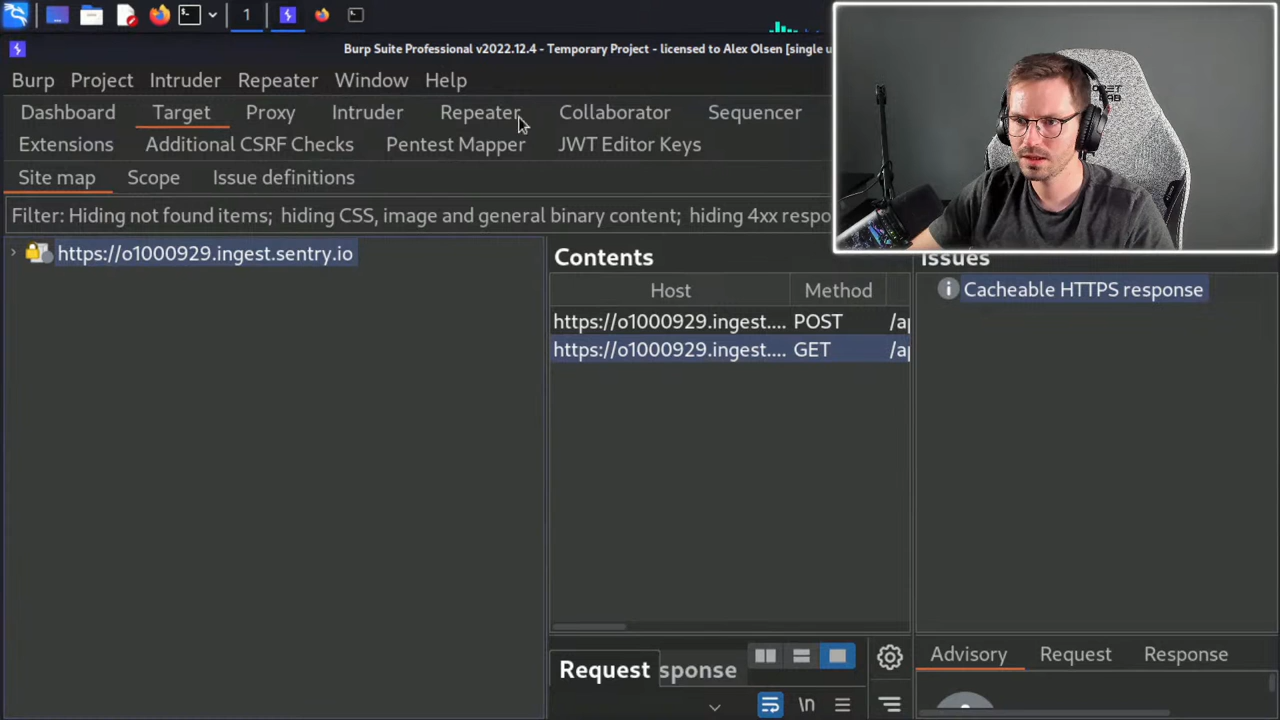 1
Burp Suite Professional v2022.12.4 - Temporary Project - licensed to Alex Olsen [single u
Burp Project Intruder Repeater Window Help
Dashboard Target Proxy Intruder Repeater Collaborator Sequencer
Extensions Additional CSRF Checks Pentest Mapper JWT Editor Keys
Site map Scope Issue definitions
Filter: Hiding not found items; hiding CSS, image and general binary content; hiding 4xx respo
https://o1000929.ingest.sentry.io
Contents
Host Method
https://o1000929.ingest.... POST /ap
https://o1000929.ingest.... GET /ap
Issues
Cacheable HTTPS response
Request sponse
\n
Advisory Request Response